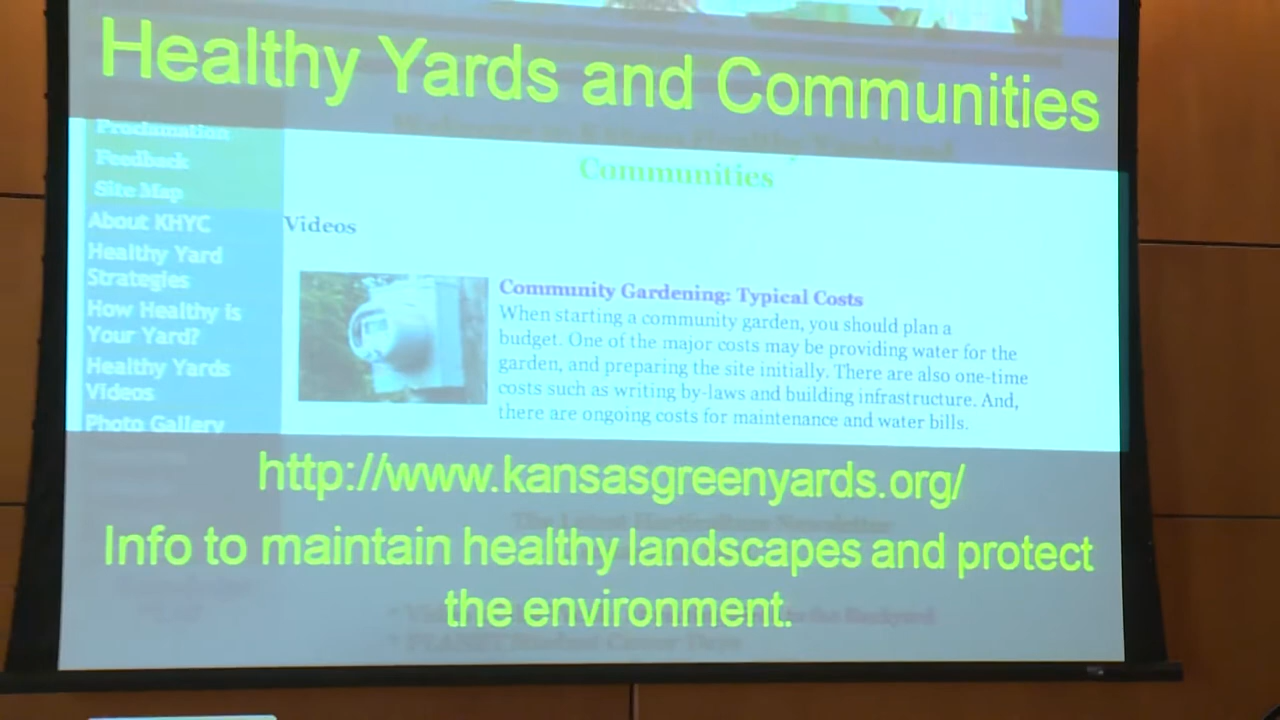 Healthy Yards and Communities
Proclamation
Feedback
Site Map
About KHYC
Healthy Yard
Strategies
How Healthy is
Your Yard?
Healthy Yards
Videos
Photo Gallery
Communities
Videos
Community Gardening: Typical Costs
When starting a community garden, you should plan a
budget. One of the major costs may be providing water for the
garden, and preparing the site initially. There are also one-time
costs such as writing by-laws and building infrastructure. And,
there are ongoing costs for maintenance and water bills.
http://www.kansasgreenyards.org/
The Latest Horticulture Newsletter
Info to maintain healthy landscapes and protect
the environment.